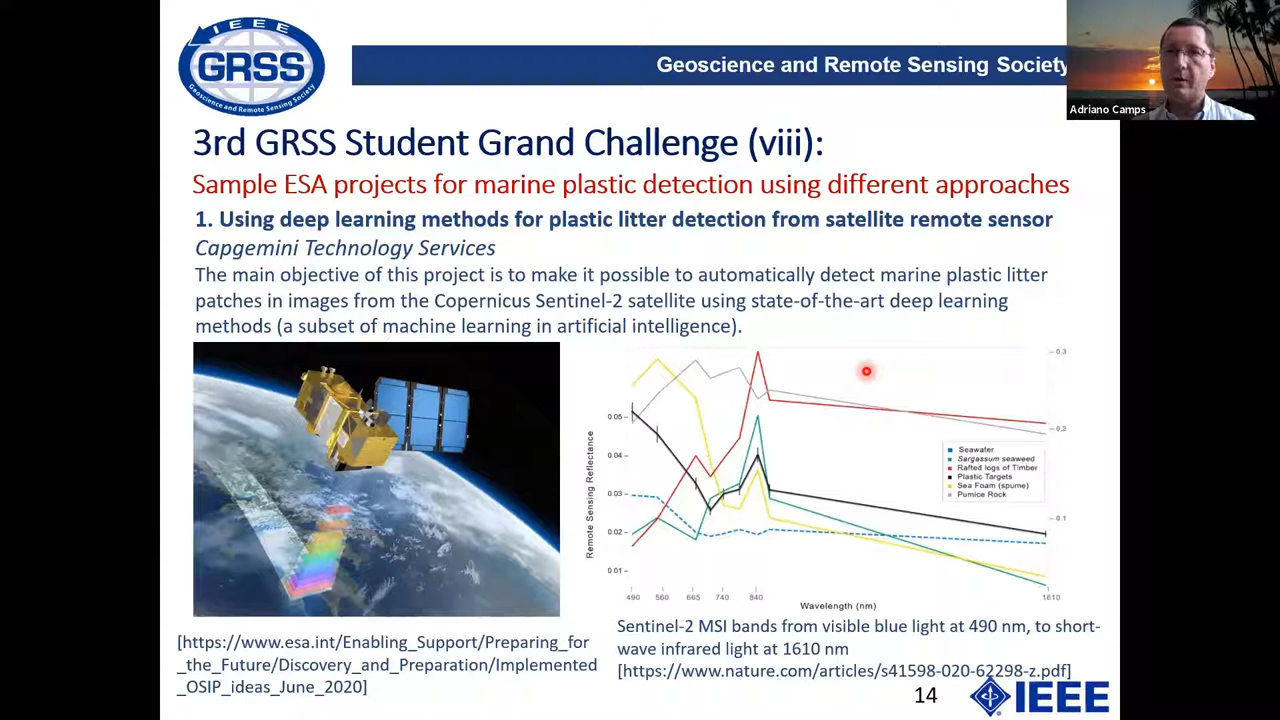 IEEE
GRSS
Geoscience and Remote Sensing Society
Geoscience and Remote Sensing Society
Adriano Camps
3rd GRSS Student Grand Challenge (viii):
Sample ESA projects for marine plastic detection using different approaches
1. Using deep learning methods for plastic litter detection from satellite remote sensor
Capgemini Technology Services
The main objective of this project is to make it possible to automatically detect marine plastic litter
patches in images from the Copernicus Sentinel-2 satellite using state-of-the-art deep learning
methods (a subset of machine learning in artificial intelligence).
0.05
0.04
0.03
0.02
0.01
Remote Sensing Reflectance
0.3
0.2
0.1
Seawater
Sargassum seaweed
Rafted logs of Timber
Plastic Targets
Sea Foam (spume)
Pumice Rock
490 560 665 740 840 1610
Wavelength (nm)
[https://www.esa.int/Enabling_Support/Preparing_for
_the_Future/Discovery_and_Preparation/Implemented
_OSIP_ideas_June_2020]
Sentinel-2 MSI bands from visible blue light at 490 nm, to short-
wave infrared light at 1610 nm
[https://www.nature.com/articles/s41598-020-62298-z.pdf]
14
IEEE